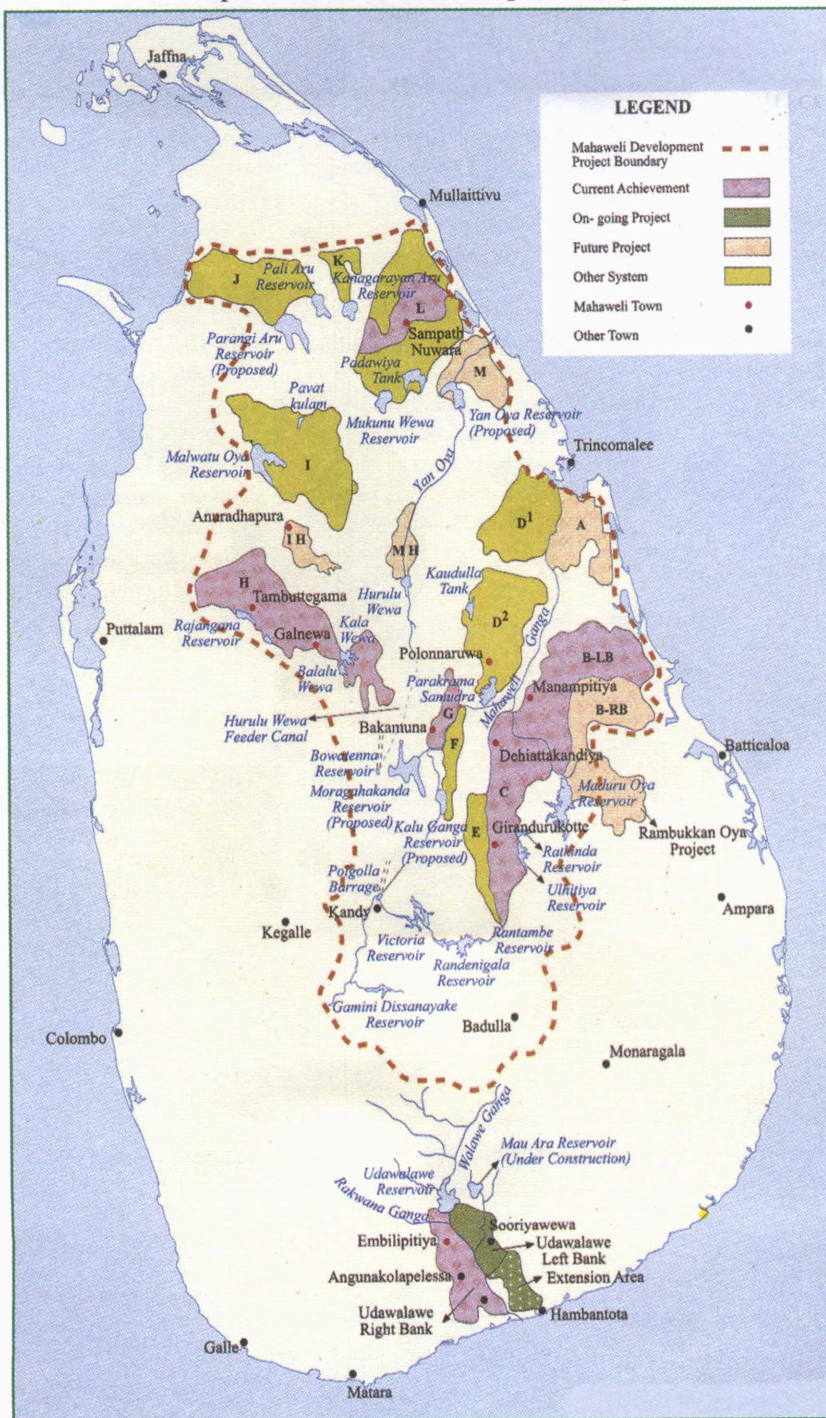 Jaffna
LEGEND
Mahaweli Development
Project Boundary
Current Achievement
On- going Project
Future Project
Other System
Mahaweli Town
Other Town
Mullaittivu
J
Pali Aru
Reservoir
K
Kanagarayan Aru
Reservoir
L
Sampath
Nuwara
Parangi Aru
Reservoir
(Proposed)
Padawiya
Tank
M
Pavat
kulam
Mukunu Wewa
Reservoir
Yan Oya Reservoir
(Proposed)
Malwatu Oya
Reservoir
I
Yan Oya
Trincomalee
Anuradhapura
I H
M H
D1
A
H
Tambuttegama
Hurulu
Wewa
Kaudulla
Tank
D2
Ganga
Puttalam
Rajangana
Reservoir
Galnewa
Kala
Wewa
Balalu
Wewa
Polonnaruwa
B-LB
Parakrama
Samudra
Mahaweli
Manampitiya
B-RB
Hurulu Wewa
Feeder Canal
Bakamuna
G
F
Dehiattakandiya
Batticaloa
Bowatenna
Reservoir
Moragahakanda
Reservoir
(Proposed)
C
Maduru Oya
Reservoir
Kalu Ganga
Reservoir
(Proposed)
E
Girandurukotte
Rambukkan Oya
Project
Ratkinda
Reservoir
Polgolla
Barrage
Ulhitiya
Reservoir
Kandy
Ampara
Kegalle
Victoria
Reservoir
Rantambe
Reservoir
Randenigala
Reservoir
Gamini Dissanayake
Reservoir
Badulla
Colombo
Monaragala
Walawe Ganga
Mau Ara Reservoir
(Under Construction)
Udawalawe
Reservoir
Rakwana Ganga
Sooriyawewa
Embilipitiya
Udawalawe
Left Bank
Angunakolapelessa
Extension Area
Udawalawe
Right Bank
Hambantota
Galle
Matara